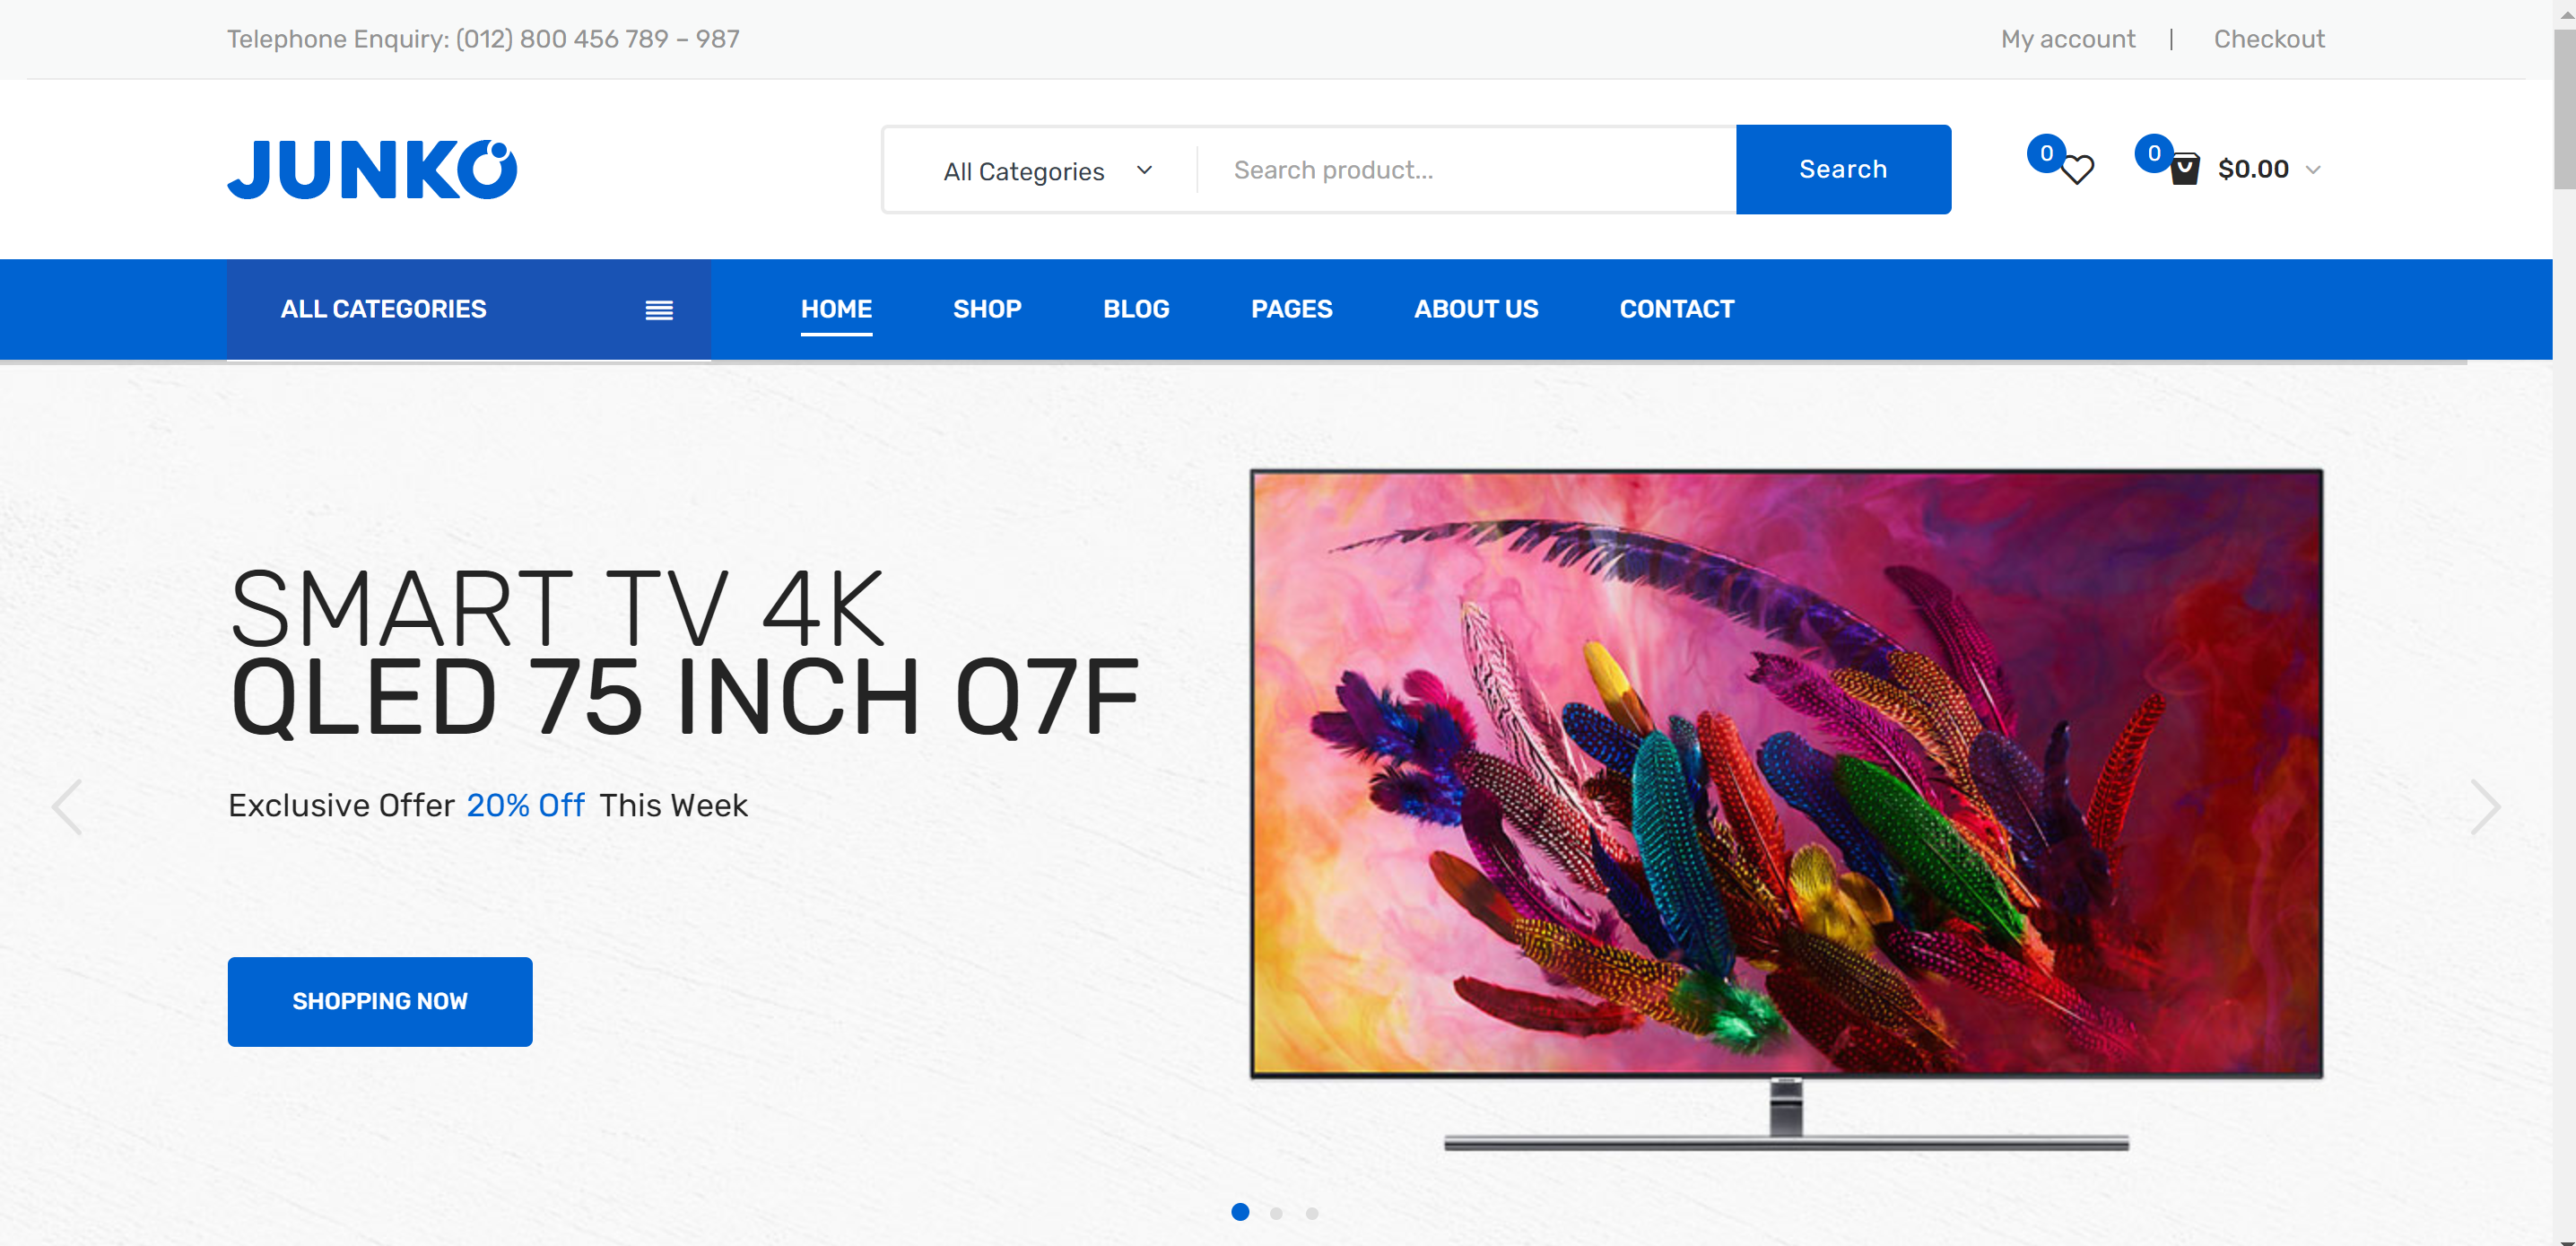 Telephone Enquiry: (012) 800 456 789 – 987
My account | Checkout
JUNKO
All Categories
Search product...
Search
0
0
$0.00
ALL CATEGORIES
HOME
SHOP
BLOG
PAGES
ABOUT US
CONTACT
SMART TV 4K
QLED 75 INCH Q7F
Exclusive Offer 20% Off This Week
SHOPPING NOW